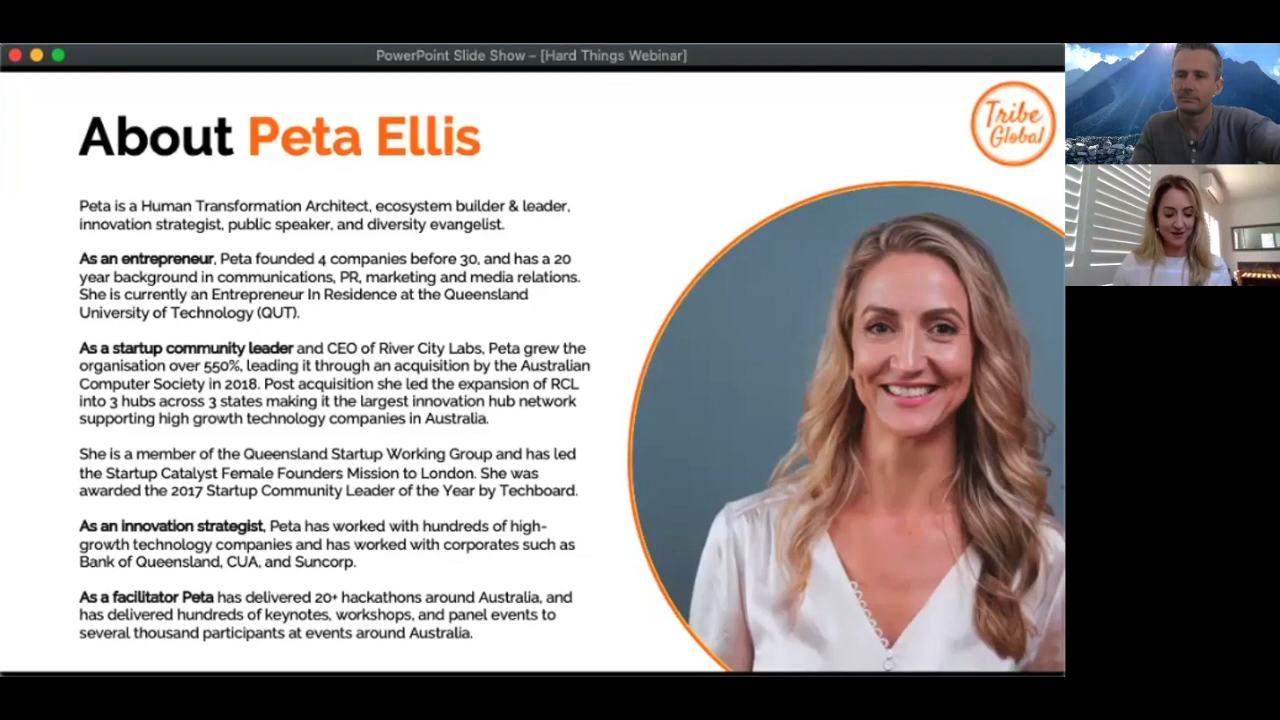 PowerPoint Slide Show – [Hard Things Webinar]
About Peta Ellis
Tribe
Global
Peta is a Human Transformation Architect, ecosystem builder & leader,
innovation strategist, public speaker, and diversity evangelist.
As an entrepreneur, Peta founded 4 companies before 30, and has a 20
year background in communications, PR, marketing and media relations.
She is currently an Entrepreneur In Residence at the Queensland
University of Technology (QUT).
As a startup community leader and CEO of River City Labs, Peta grew the
organisation over 550%, leading it through an acquisition by the Australian
Computer Society in 2018. Post acquisition she led the expansion of RCL
into 3 hubs across 3 states making it the largest innovation hub network
supporting high growth technology companies in Australia.
She is a member of the Queensland Startup Working Group and has led
the Startup Catalyst Female Founders Mission to London. She was
awarded the 2017 Startup Community Leader of the Year by Techboard.
As an innovation strategist, Peta has worked with hundreds of high-
growth technology companies and has worked with corporates such as
Bank of Queensland, CUA, and Suncorp.
As a facilitator Peta has delivered 20+ hackathons around Australia, and
has delivered hundreds of keynotes, workshops, and panel events to
several thousand participants at events around Australia.